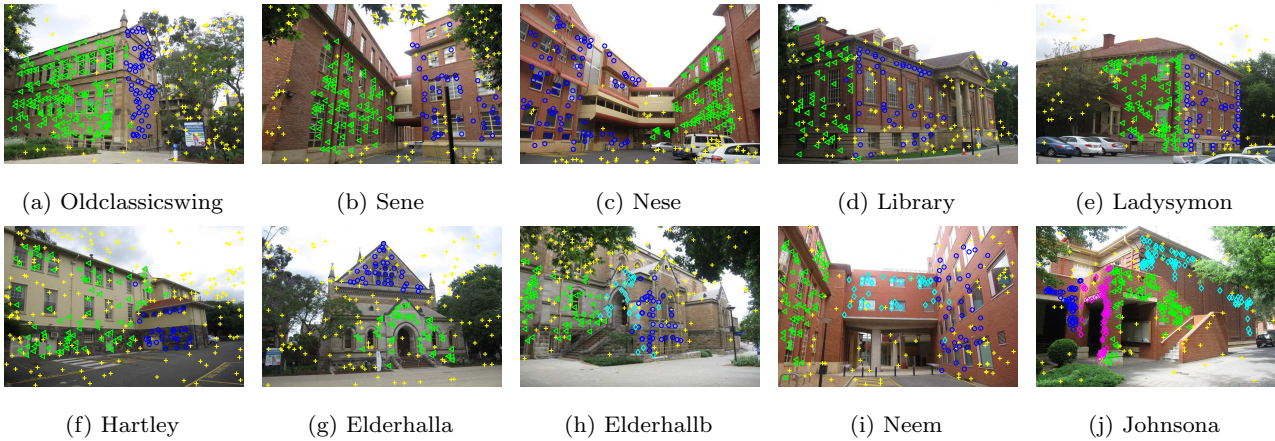 (a) Oldclassicswing
(b) Sene
(c) Nese
(d) Library
(e) Ladysymon
(f) Hartley
(g) Elderhalla
(h) Elderhallb
(i) Neem
(j) Johnsona